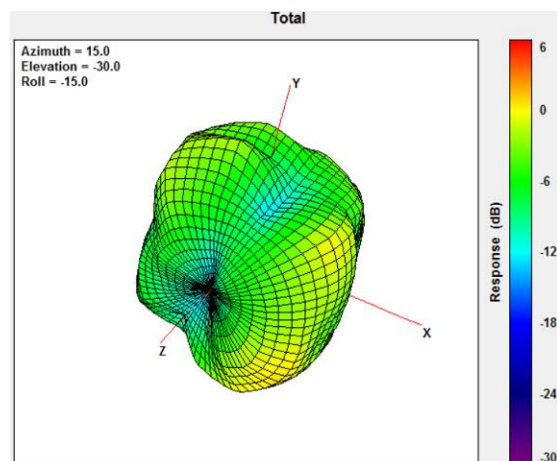 Total
Azimuth = 15.0
Elevation = -30.0
Roll = -15.0
Y
X
Z
6
0
-6
-12
-18
-24
-30
Response (dB)